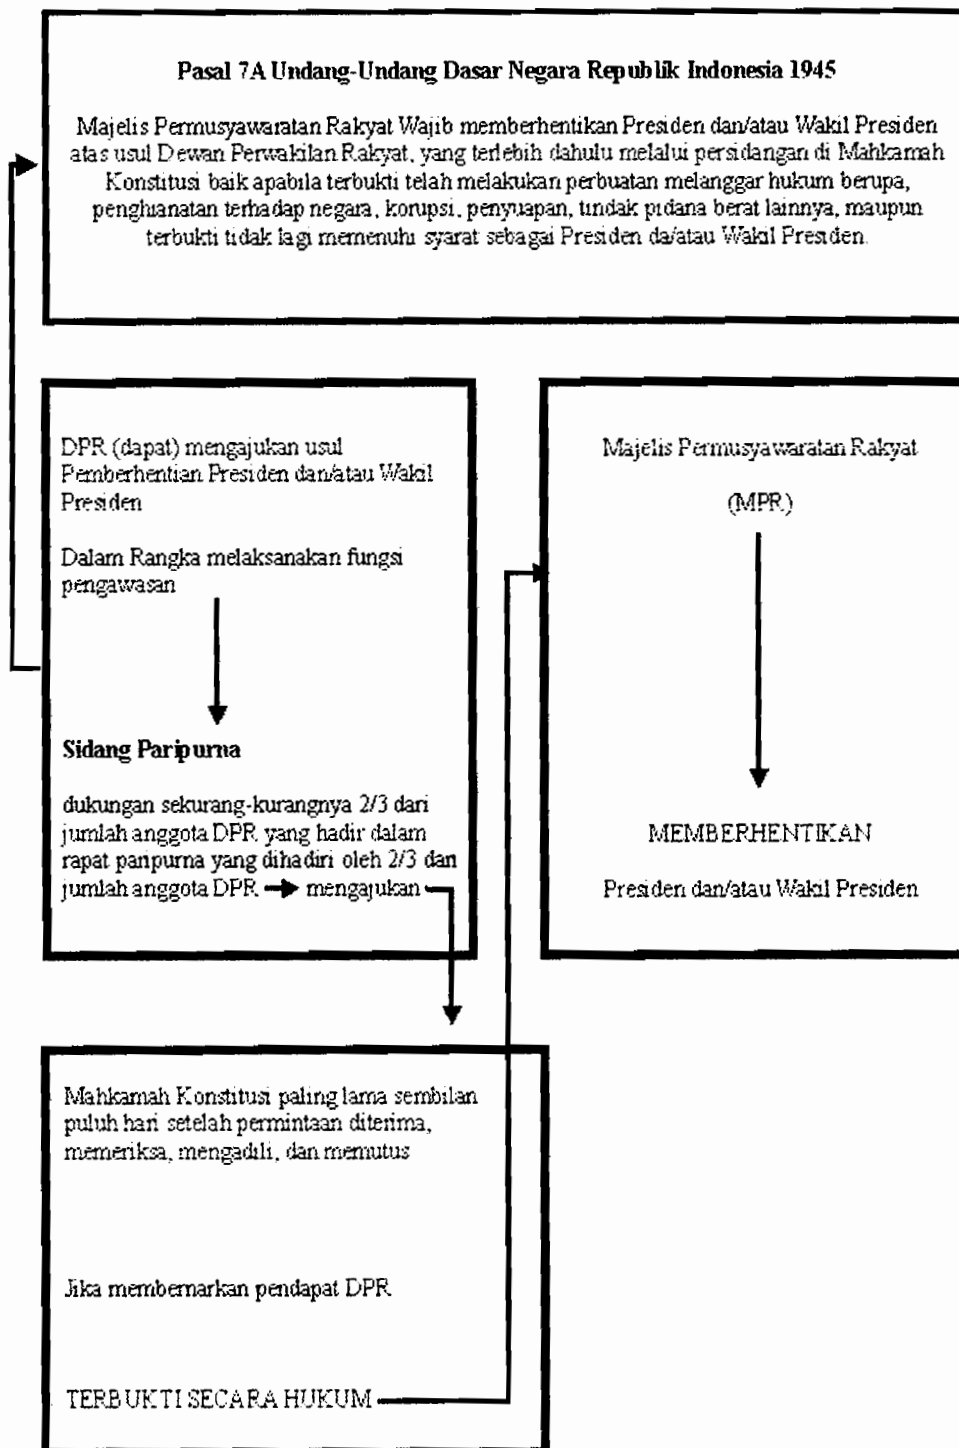 Pasal 7A Undang-Undang Dasar Negara Republik Indonesia 1945
Majelis Permusyawaratan Rakyat Wajib memberhentikan Presiden dan/atau Wakil Presiden
atas usul Dewan Perwakilan Rakyat, yang terlebih dahulu melalui persidangan di Mahkamah
Konstitusi baik apabila terbukti telah melakukan perbuatan melanggar hukum berupa,
penghianatan terhadap negara, korupsi, penyuapan, tindak pidana berat lainnya, maupun
terbukti tidak lagi memenuhi syarat sebagai Presiden da/atau Wakil Presiden.
DPR (dapat) mengajukan usul
Pemberhentian Presiden dan/atau Wakil
Presiden
Dalam Rangka melaksanakan fungsi
pengawasan
Sidang Paripurna
dukungan sekurang-kurangnya 2/3 dari
jumlah anggota DPR yang hadir dalam
rapat paripurna yang dihadiri oleh 2/3 dan
jumlah anggota DPR → mengajukan
Majelis Permusyawaratan Rakyat
(MPR)
MEMBERHENTIKAN
Presiden dan/atau Wakil Presiden
Mahkamah Konstitusi paling lama sembilan
puluh hari setelah permintaan diterima,
memeriksa, mengadili, dan memutus
Jika membernarkan pendapat DPR
TERBUKTI SECARA HUKUM